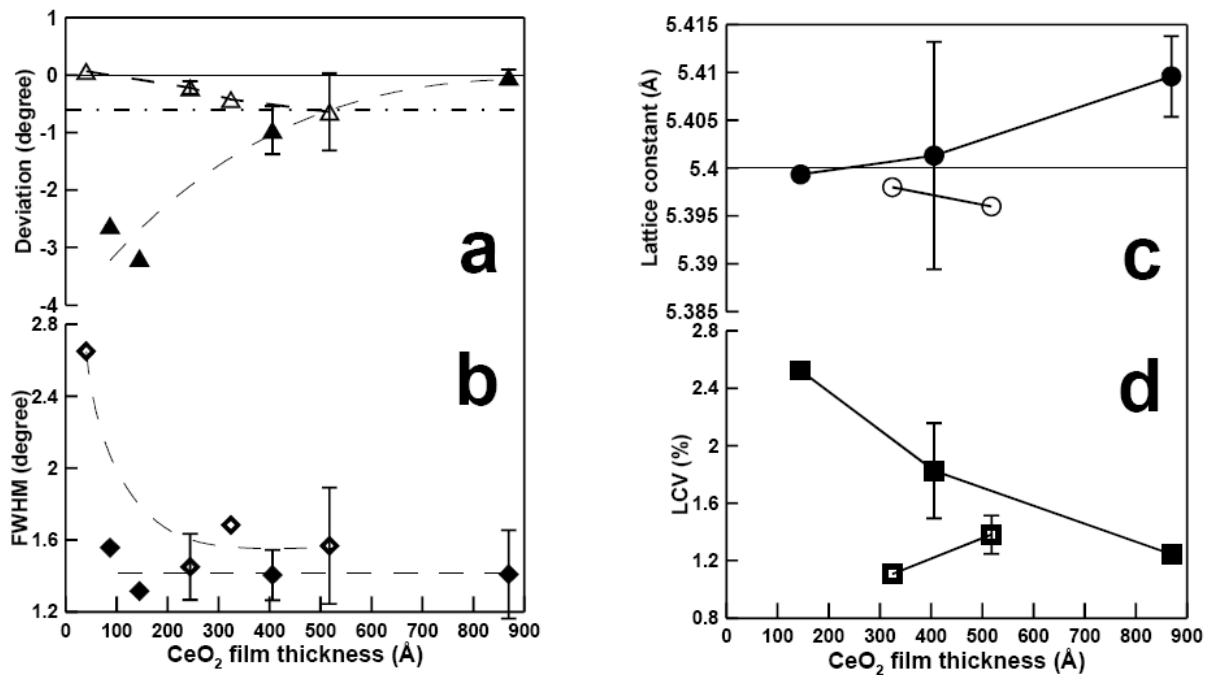 1
0
-1
-2
-3
-4
Deviation (degree)
a
2.8
2.4
2
1.6
1.2
FWHM (degree)
b
0 100 200 300 400 500 600 700 800 900
CeO2 film thickness (Å)
5.415
5.41
5.405
5.4
5.395
5.39
5.385
Lattice constant (Å)
c
2.8
2.4
2
1.6
1.2
0.8
LCV (%)
d
0 100 200 300 400 500 600 700 800 900
CeO2 film thickness (Å)